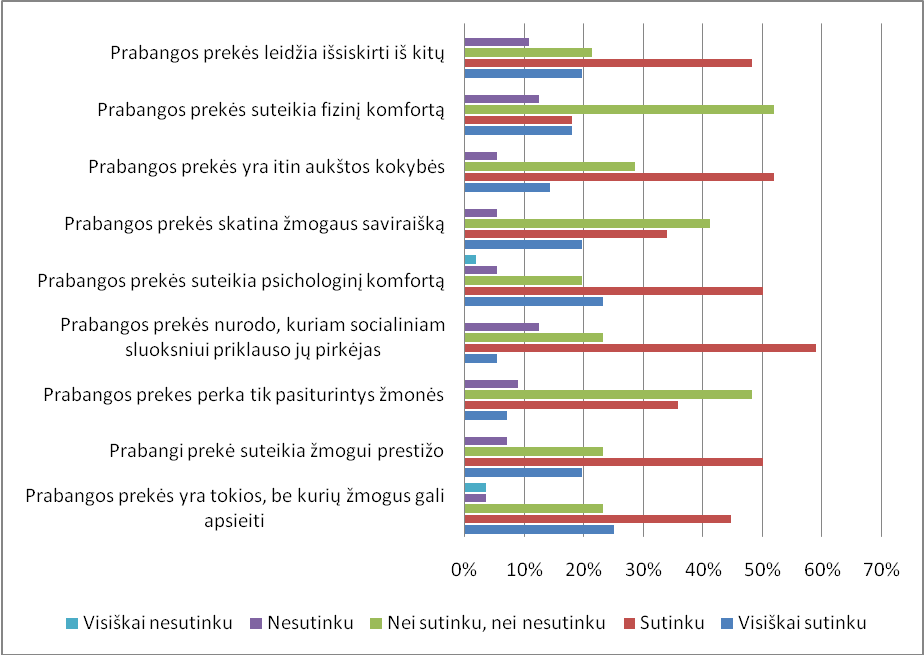 Prabangos prekės leidžia išsiskirti iš kitų
Prabangos prekės suteikia fizinį komfortą
Prabangos prekės yra itin aukštos kokybės
Prabangos prekės skatina žmogaus saviraišką
Prabangos prekės suteikia psichologinį komfortą
Prabangos prekės nurodo, kuriam socialiniam
sluoksniui priklauso jų pirkėjas
Prabangos prekes perka tik pasiturintys žmonės
Prabangi prekė suteikia žmogui prestižo
Prabangos prekės yra tokios, be kurių žmogus gali
apsieiti
0% 10% 20% 30% 40% 50% 60% 70%
Visiškai nesutinku Nesutinku Nei sutinku, nei nesutinku Sutinku Visiškai sutinku